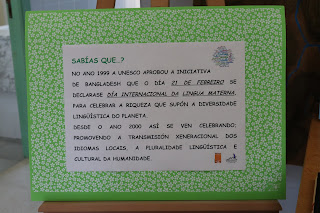 SABÍAS QUE...?
NO ANO 1999 A UNESCO APROBOU A INICIATIVA
DE BANGLADESH QUE O DÍA 21 DE FEBREIRO SE
DECLARASE DÍA INTERNACIONAL DA LINGUA MATERNA,
PARA CELEBRAR A RIQUEZA QUE SUPÓN A DIVERSIDADE
LINGÜÍSTICA DO PLANETA.
DESDE O ANO 2000 ASÍ SE VEN CELEBRANDO:
PROMOVENDO A TRANSMISIÓN XENERACIONAL DOS
IDIOMAS LOCAIS, A PLURALIDADE LINGÜÍSTICA E
CULTURAL DA HUMANIDADE.